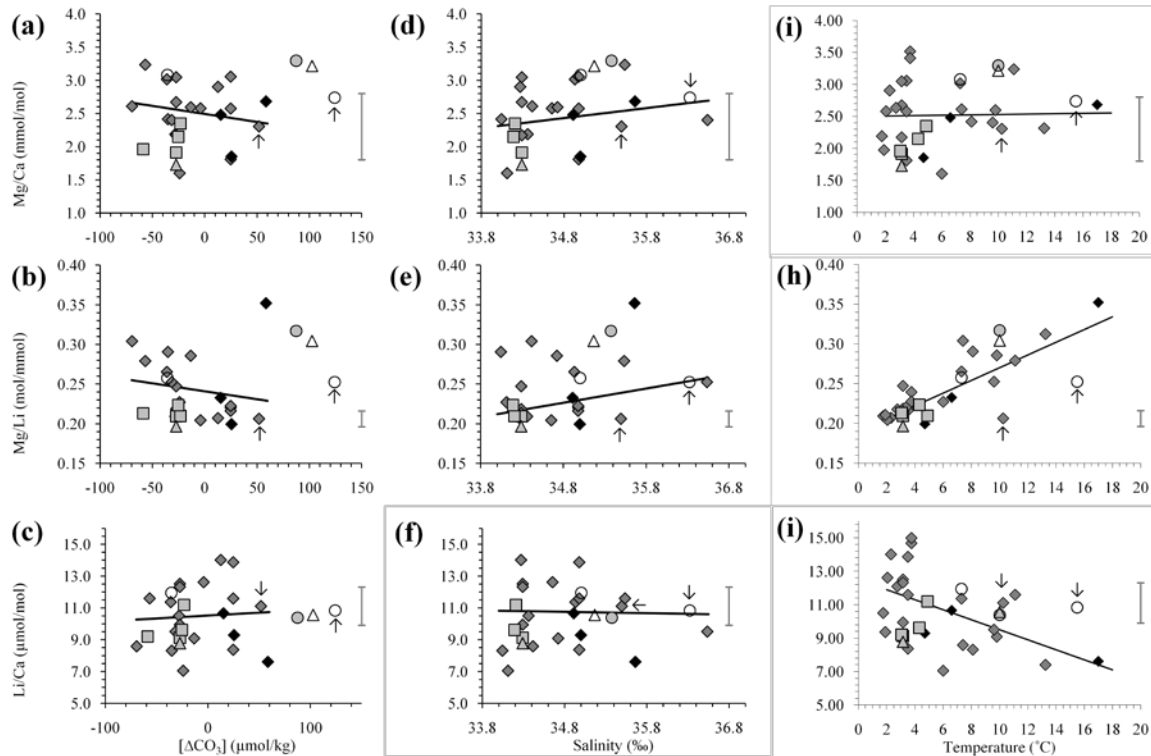 (a) (d) (i)
4.0 4.0 4.00
3.5 3.5 3.50
3.0 3.0 3.00
2.5 2.5 2.50
2.0 2.0 2.00
1.5 1.5 1.50
1.0 1.0 1.00
Mg/Ca (mmol/mol)
-100 -50 0 50 100 150 33.8 34.8 35.8 36.8 0 2 4 6 8 10 12 14 16 18 20
(b) (e) (h)
0.40 0.40 0.40
0.35 0.35 0.35
0.30 0.30 0.30
0.25 0.25 0.25
0.20 0.20 0.20
0.15 0.15 0.15
Mg/Li (mol/mmol)
-100 -50 0 50 100 150 33.8 34.8 35.8 36.8 0 2 4 6 8 10 12 14 16 18 20
(c) (f) (i)
15.0 15.0 15.00
13.0 13.0 13.00
11.0 11.0 11.00
9.0 9.0 9.00
7.0 7.0 7.00
5.0 5.0 5.00
Li/Ca (µmol/mol)
-100 -50 0 50 100 150 33.8 34.8 35.8 36.8 0 2 4 6 8 10 12 14 16 18 20
[ΔCO₃] (µmol/kg) Salinity (‰) Temperature (˚C)